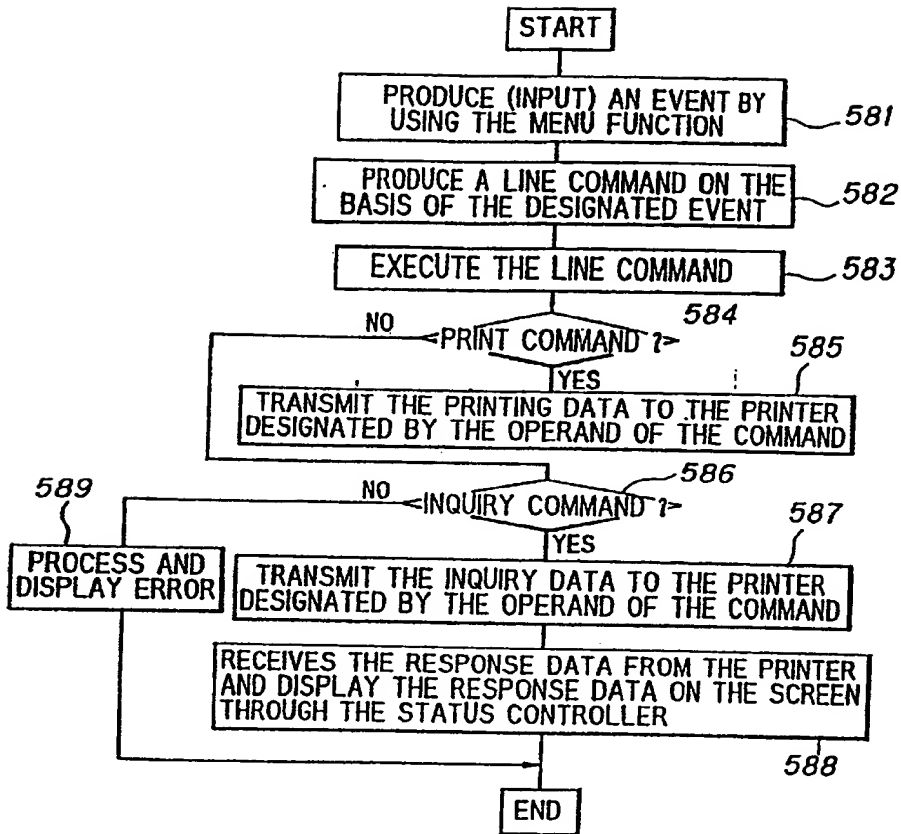 START
PRODUCE (INPUT) AN EVENT BY
USING THE MENU FUNCTION
581
PRODUCE A LINE COMMAND ON THE
BASIS OF THE DESIGNATED EVENT
582
EXECUTE THE LINE COMMAND
583
584
NO
PRINT COMMAND ?
YES
585
TRANSMIT THE PRINTING DATA TO THE PRINTER
DESIGNATED BY THE OPERAND OF THE COMMAND
586
NO
INQUIRY COMMAND ?
YES
589
PROCESS AND
DISPLAY ERROR
587
TRANSMIT THE INQUIRY DATA TO THE PRINTER
DESIGNATED BY THE OPERAND OF THE COMMAND
RECEIVES THE RESPONSE DATA FROM THE PRINTER
AND DISPLAY THE RESPONSE DATA ON THE SCREEN
THROUGH THE STATUS CONTROLLER
588
END